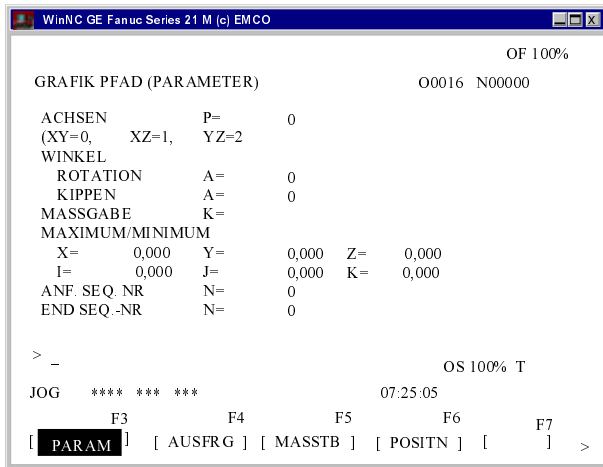 WinNC GE Fanuc Series 21 M (c) EMCO
OF 100%
GRAFIK PFAD (PARAMETER) O0016 N00000
ACHSEN P= 0
(XY=0, XZ=1, YZ=2
WINKEL
ROTATION A= 0
KIPPEN A= 0
MASSGABE K=
MAXIMUM/MINIMUM
X= 0,000 Y= 0,000 Z= 0,000
I= 0,000 J= 0,000 K= 0,000
ANF. SEQ. NR N= 0
END SEQ.-NR N= 0
> _
OS 100% T
JOG **** *** *** 07:25:05
F3 F4 F5 F6 F7
[ PARAM ] [ AUSFRG ] [ MASSTB ] [ POSITN ] [ ] >